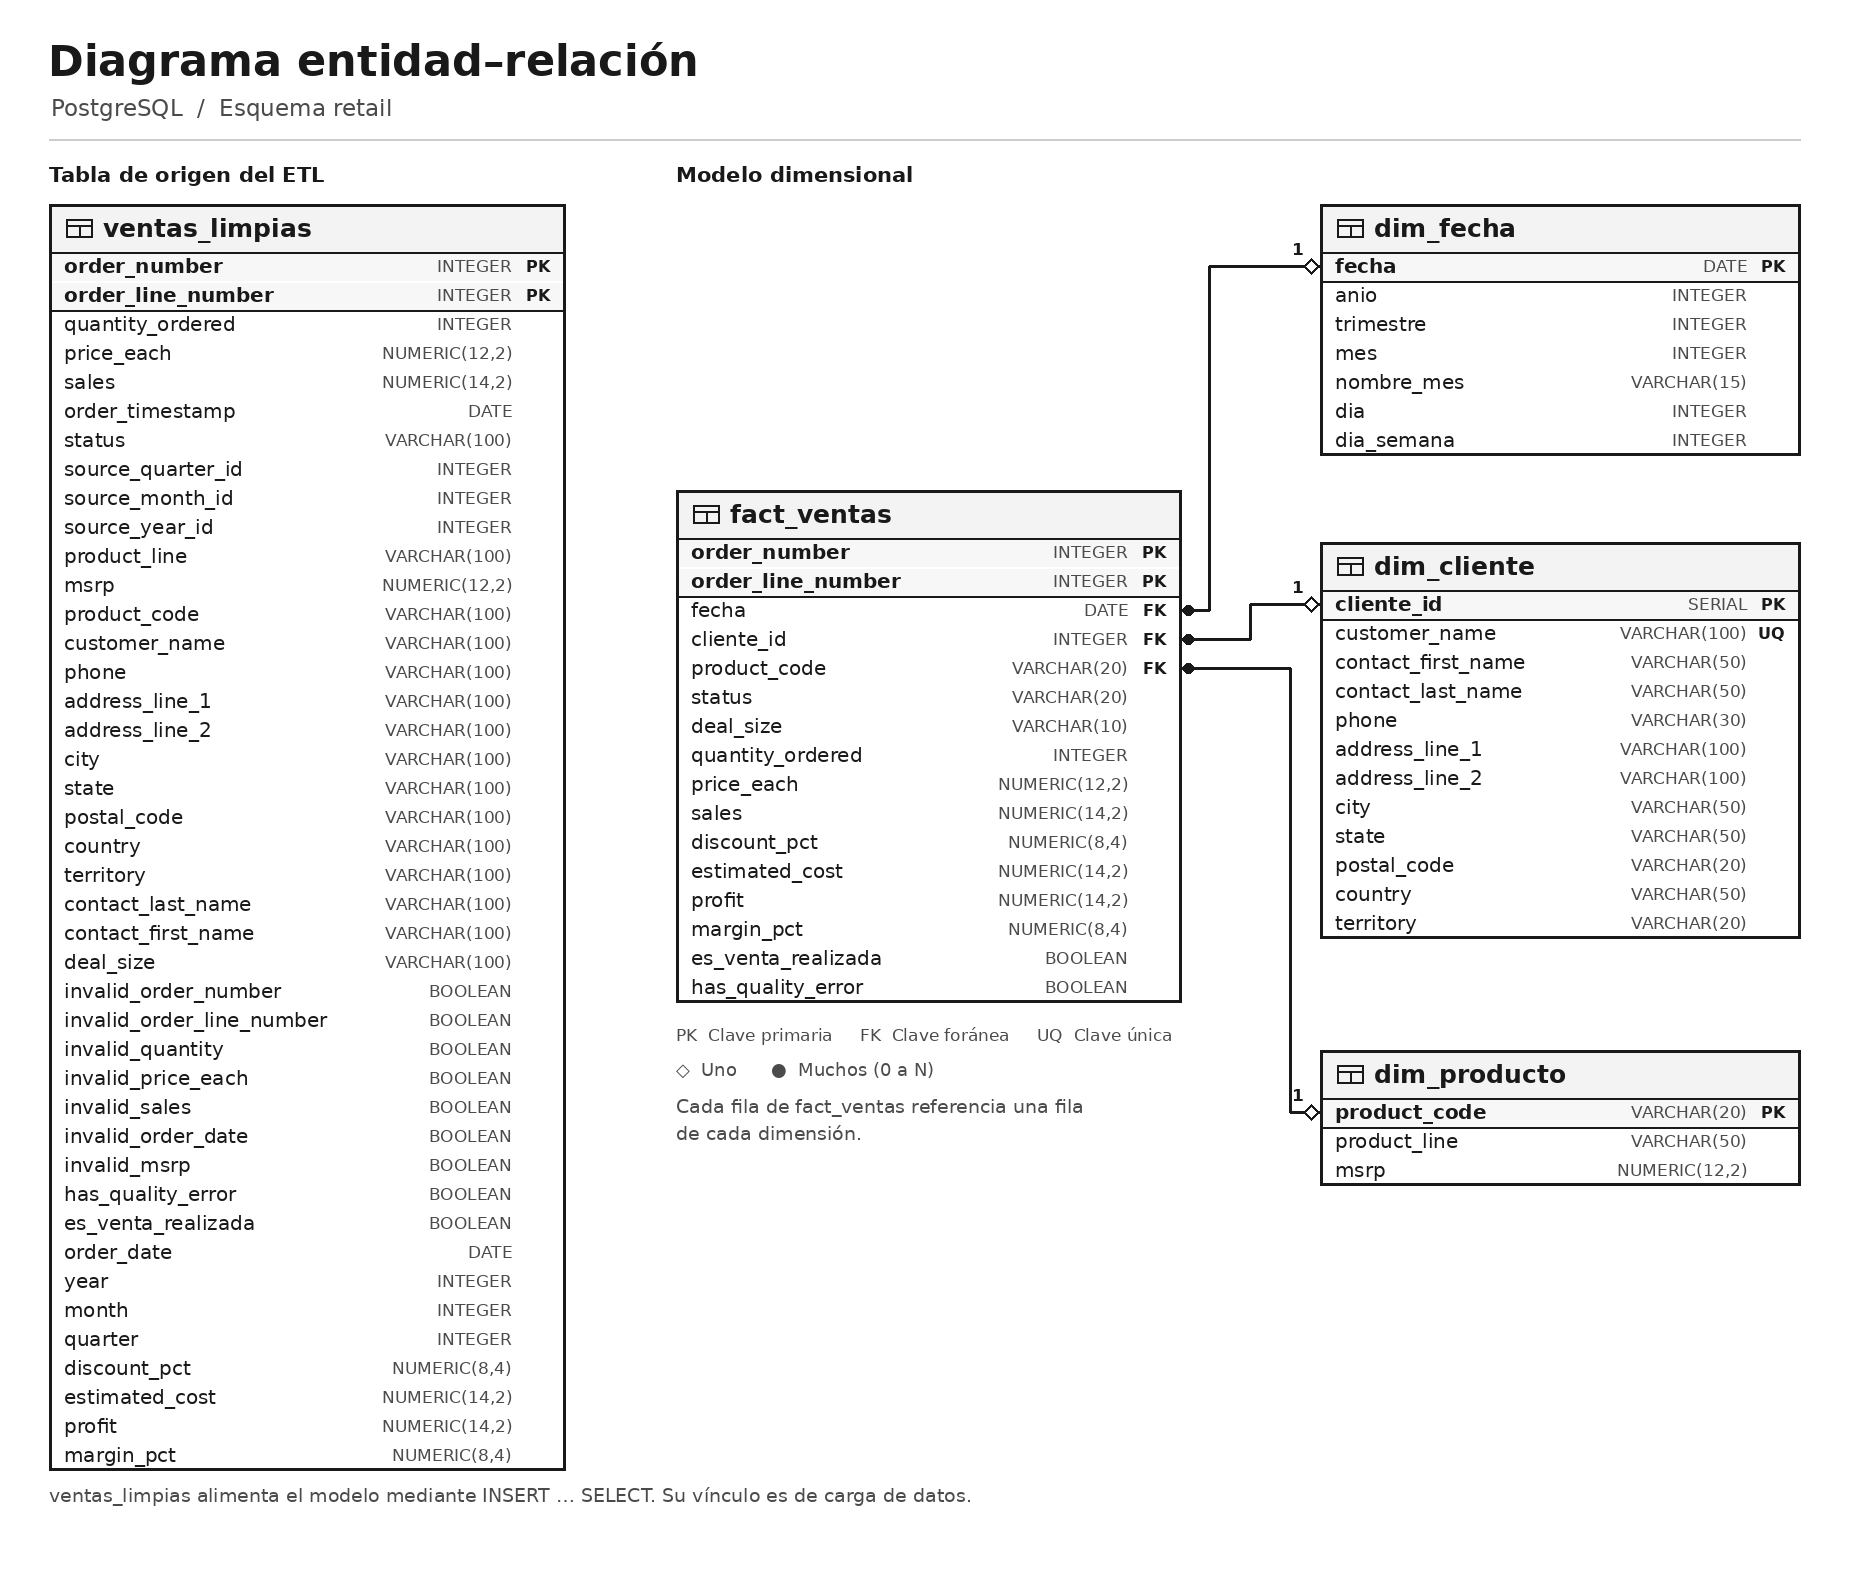 Diagrama entidad–relación
PostgreSQL / Esquema retail
Tabla de origen del ETL
ventas_limpias
order_number INTEGER PK
order_line_number INTEGER PK
quantity_ordered INTEGER
price_each NUMERIC(12,2)
sales NUMERIC(14,2)
order_timestamp DATE
status VARCHAR(100)
source_quarter_id INTEGER
source_month_id INTEGER
source_year_id INTEGER
product_line VARCHAR(100)
msrp NUMERIC(12,2)
product_code VARCHAR(100)
customer_name VARCHAR(100)
phone VARCHAR(100)
address_line_1 VARCHAR(100)
address_line_2 VARCHAR(100)
city VARCHAR(100)
state VARCHAR(100)
postal_code VARCHAR(100)
country VARCHAR(100)
territory VARCHAR(100)
contact_last_name VARCHAR(100)
contact_first_name VARCHAR(100)
deal_size VARCHAR(100)
invalid_order_number BOOLEAN
invalid_order_line_number BOOLEAN
invalid_quantity BOOLEAN
invalid_price_each BOOLEAN
invalid_sales BOOLEAN
invalid_order_date BOOLEAN
invalid_msrp BOOLEAN
has_quality_error BOOLEAN
es_venta_realizada BOOLEAN
order_date DATE
year INTEGER
month INTEGER
quarter INTEGER
discount_pct NUMERIC(8,4)
estimated_cost NUMERIC(14,2)
profit NUMERIC(14,2)
margin_pct NUMERIC(8,4)
ventas_limpias alimenta el modelo mediante INSERT … SELECT. Su vínculo es de carga de datos.
Modelo dimensional
fact_ventas
order_number INTEGER PK
order_line_number INTEGER PK
fecha DATE FK
cliente_id INTEGER FK
product_code VARCHAR(20) FK
status VARCHAR(20)
deal_size VARCHAR(10)
quantity_ordered INTEGER
price_each NUMERIC(12,2)
sales NUMERIC(14,2)
discount_pct NUMERIC(8,4)
estimated_cost NUMERIC(14,2)
profit NUMERIC(14,2)
margin_pct NUMERIC(8,4)
es_venta_realizada BOOLEAN
has_quality_error BOOLEAN
PK Clave primaria FK Clave foránea UQ Clave única
◇ Uno ● Muchos (0 a N)
Cada fila de fact_ventas referencia una fila
de cada dimensión.
dim_fecha
1
fecha DATE PK
anio INTEGER
trimestre INTEGER
mes INTEGER
nombre_mes VARCHAR(15)
dia INTEGER
dia_semana INTEGER
dim_cliente
1
cliente_id SERIAL PK
customer_name VARCHAR(100) UQ
contact_first_name VARCHAR(50)
contact_last_name VARCHAR(50)
phone VARCHAR(30)
address_line_1 VARCHAR(100)
address_line_2 VARCHAR(100)
city VARCHAR(50)
state VARCHAR(50)
postal_code VARCHAR(20)
country VARCHAR(50)
territory VARCHAR(20)
dim_producto
1
product_code VARCHAR(20) PK
product_line VARCHAR(50)
msrp NUMERIC(12,2)